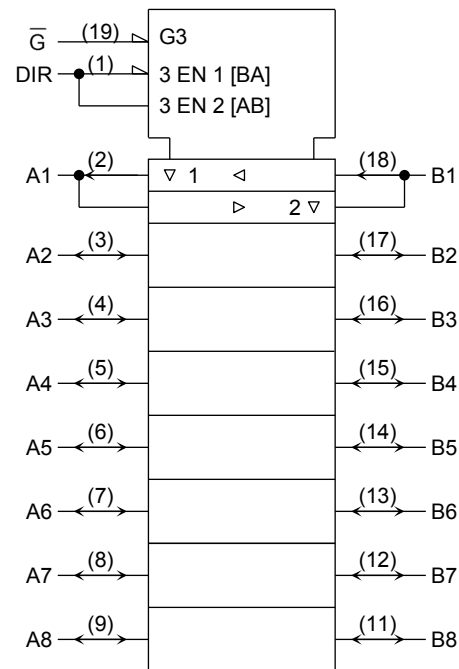 G̅ (19) G3
DIR (1) 3 EN 1 [BA]
3 EN 2 [AB]
A1 (2) ▽ 1 ◁ (18) B1
▷ 2 ▽
A2 (3) (17) B2
A3 (4) (16) B3
A4 (5) (15) B4
A5 (6) (14) B5
A6 (7) (13) B6
A7 (8) (12) B7
A8 (9) (11) B8